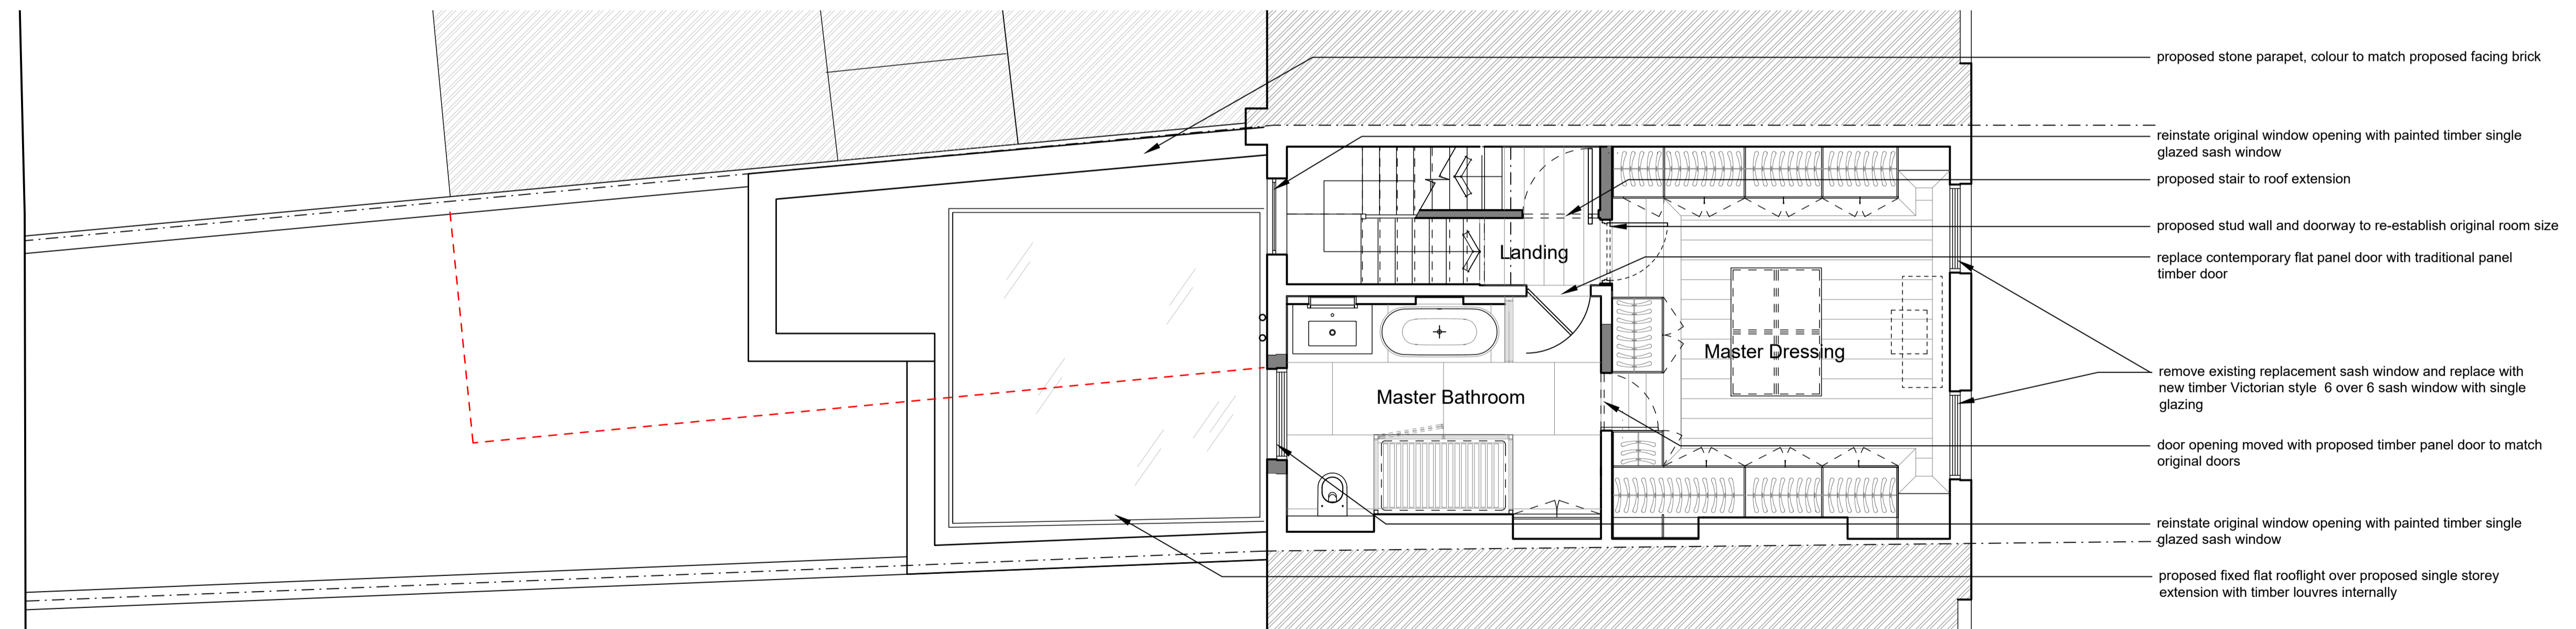 proposed stone parapet, colour to match proposed facing brick
reinstate original window opening with painted timber single
glazed sash window
proposed stair to roof extension
proposed stud wall and doorway to re-establish original room size
Landing
replace contemporary flat panel door with traditional panel
timber door
Master Dressing
Master Bathroom
remove existing replacement sash window and replace with
new timber Victorian style 6 over 6 sash window with single
glazing
door opening moved with proposed timber panel door to match
original doors
reinstate original window opening with painted timber single
glazed sash window
proposed fixed flat rooflight over proposed single storey
extension with timber louvres internally